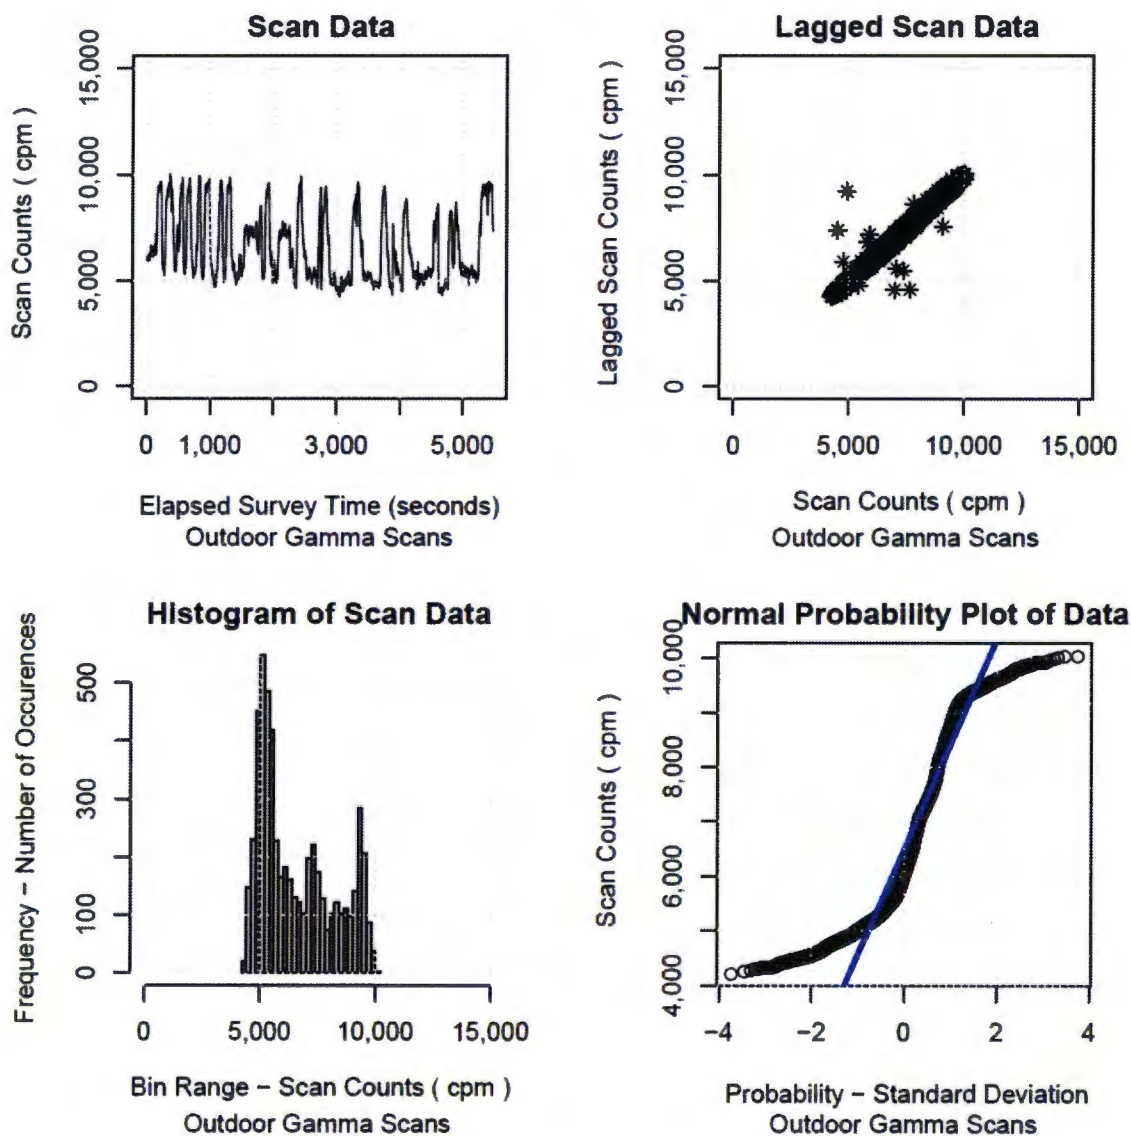 Scan Data
Scan Counts ( cpm )
15,000
10,000
5,000
0
0 1,000 3,000 5,000
Elapsed Survey Time (seconds)
Outdoor Gamma Scans
Lagged Scan Data
Lagged Scan Counts ( cpm )
15,000
10,000
5,000
0
0 5,000 10,000 15,000
Scan Counts ( cpm )
Outdoor Gamma Scans
Histogram of Scan Data
Frequency − Number of Occurences
500
300
100
0
0 5,000 10,000 15,000
Bin Range − Scan Counts ( cpm )
Outdoor Gamma Scans
Normal Probability Plot of Data
Scan Counts ( cpm )
10,000
8,000
6,000
4,000
−4 −2 0 2 4
Probability − Standard Deviation
Outdoor Gamma Scans